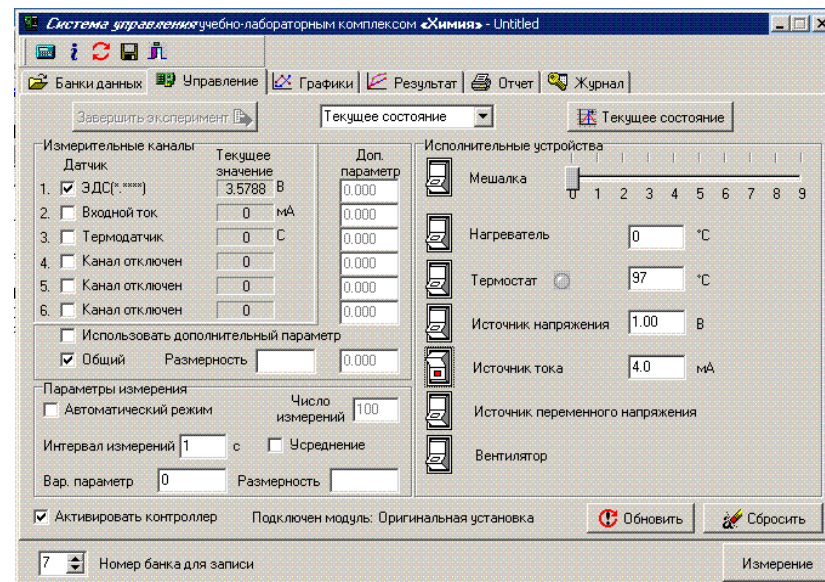 Система управления учебно-лабораторным комплексом «Химия» - Untitled
Банки данных Управление Графики Результат Отчет Журнал
Завершить эксперимент Текущее состояние Текущее состояние
Измерительные каналы Исполнительные устройства
Датчик Текущее значение Доп. параметр
1. ЭДС(*.****) 3.5788 В 0.000
2. Входной ток 0 мА 0.000
3. Термодатчик 0 С 0.000
4. Канал отключен 0 0.000
5. Канал отключен 0 0.000
6. Канал отключен 0 0.000
Использовать дополнительный параметр
Общий Размерность 0.000
Мешалка 0 1 2 3 4 5 6 7 8 9
Нагреватель 0 °C
Термостат 97 °C
Источник напряжения 1.00 В
Источник тока 4.0 мА
Источник переменного напряжения
Вентилятор
Параметры измерения
Автоматический режим Число измерений 100
Интервал измерений 1 с Усреднение
Вар. параметр 0 Размерность
Активировать контроллер Подключен модуль: Оригинальная установка Обновить Сбросить
7 Номер банка для записи Измерение